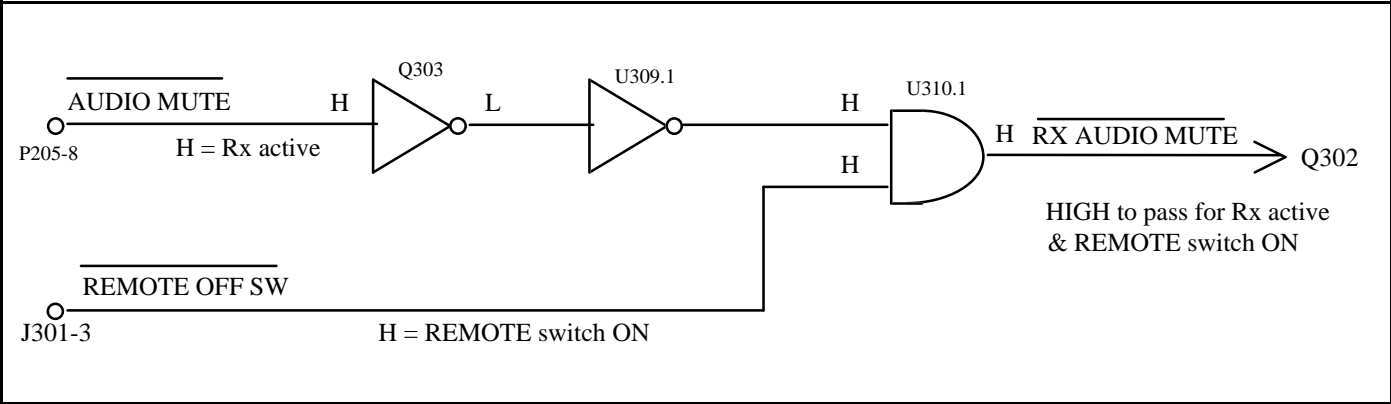 Q303
U309.1
U310.1
AUDIO MUTE
H
L
H
H
RX AUDIO MUTE
P205-8
H = Rx active
H
Q302
HIGH to pass for Rx active
& REMOTE switch ON
REMOTE OFF SW
J301-3
H = REMOTE switch ON